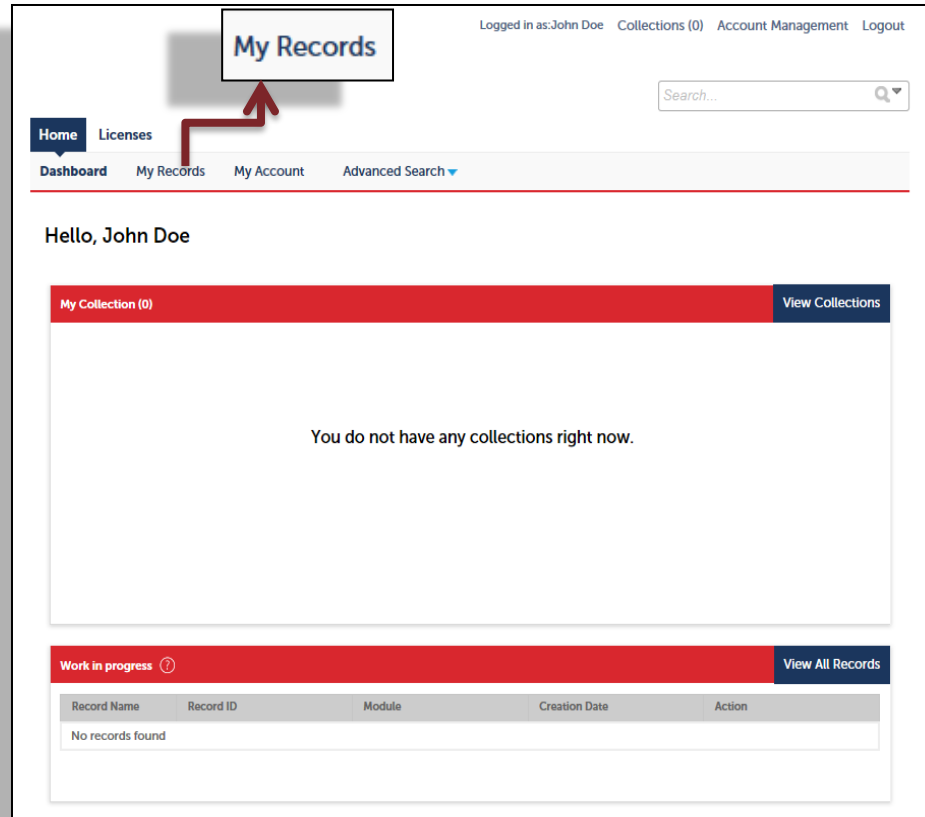 My Records
Logged in as:John Doe Collections (0) Account Management Logout
Search...
Home Licenses
Dashboard My Records My Account Advanced Search
Hello, John Doe
My Collection (0) View Collections
You do not have any collections right now.
Work in progress ? View All Records
Record Name Record ID Module Creation Date Action
No records found